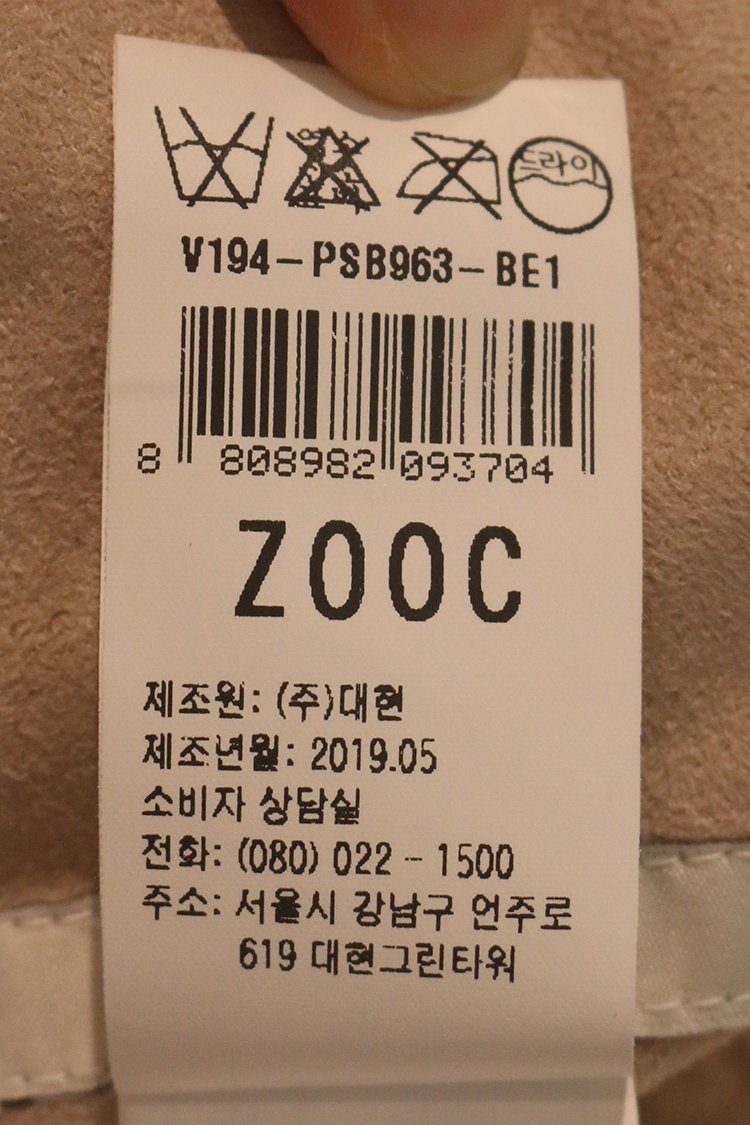 드라이
V194-PSB963-BE1
8 808982 093704
ZOOC
제조원: (주)대현
제조년월: 2019.05
소비자 상담실
전화: (080) 022 - 1500
주소: 서울시 강남구 언주로
619 대현그린타워